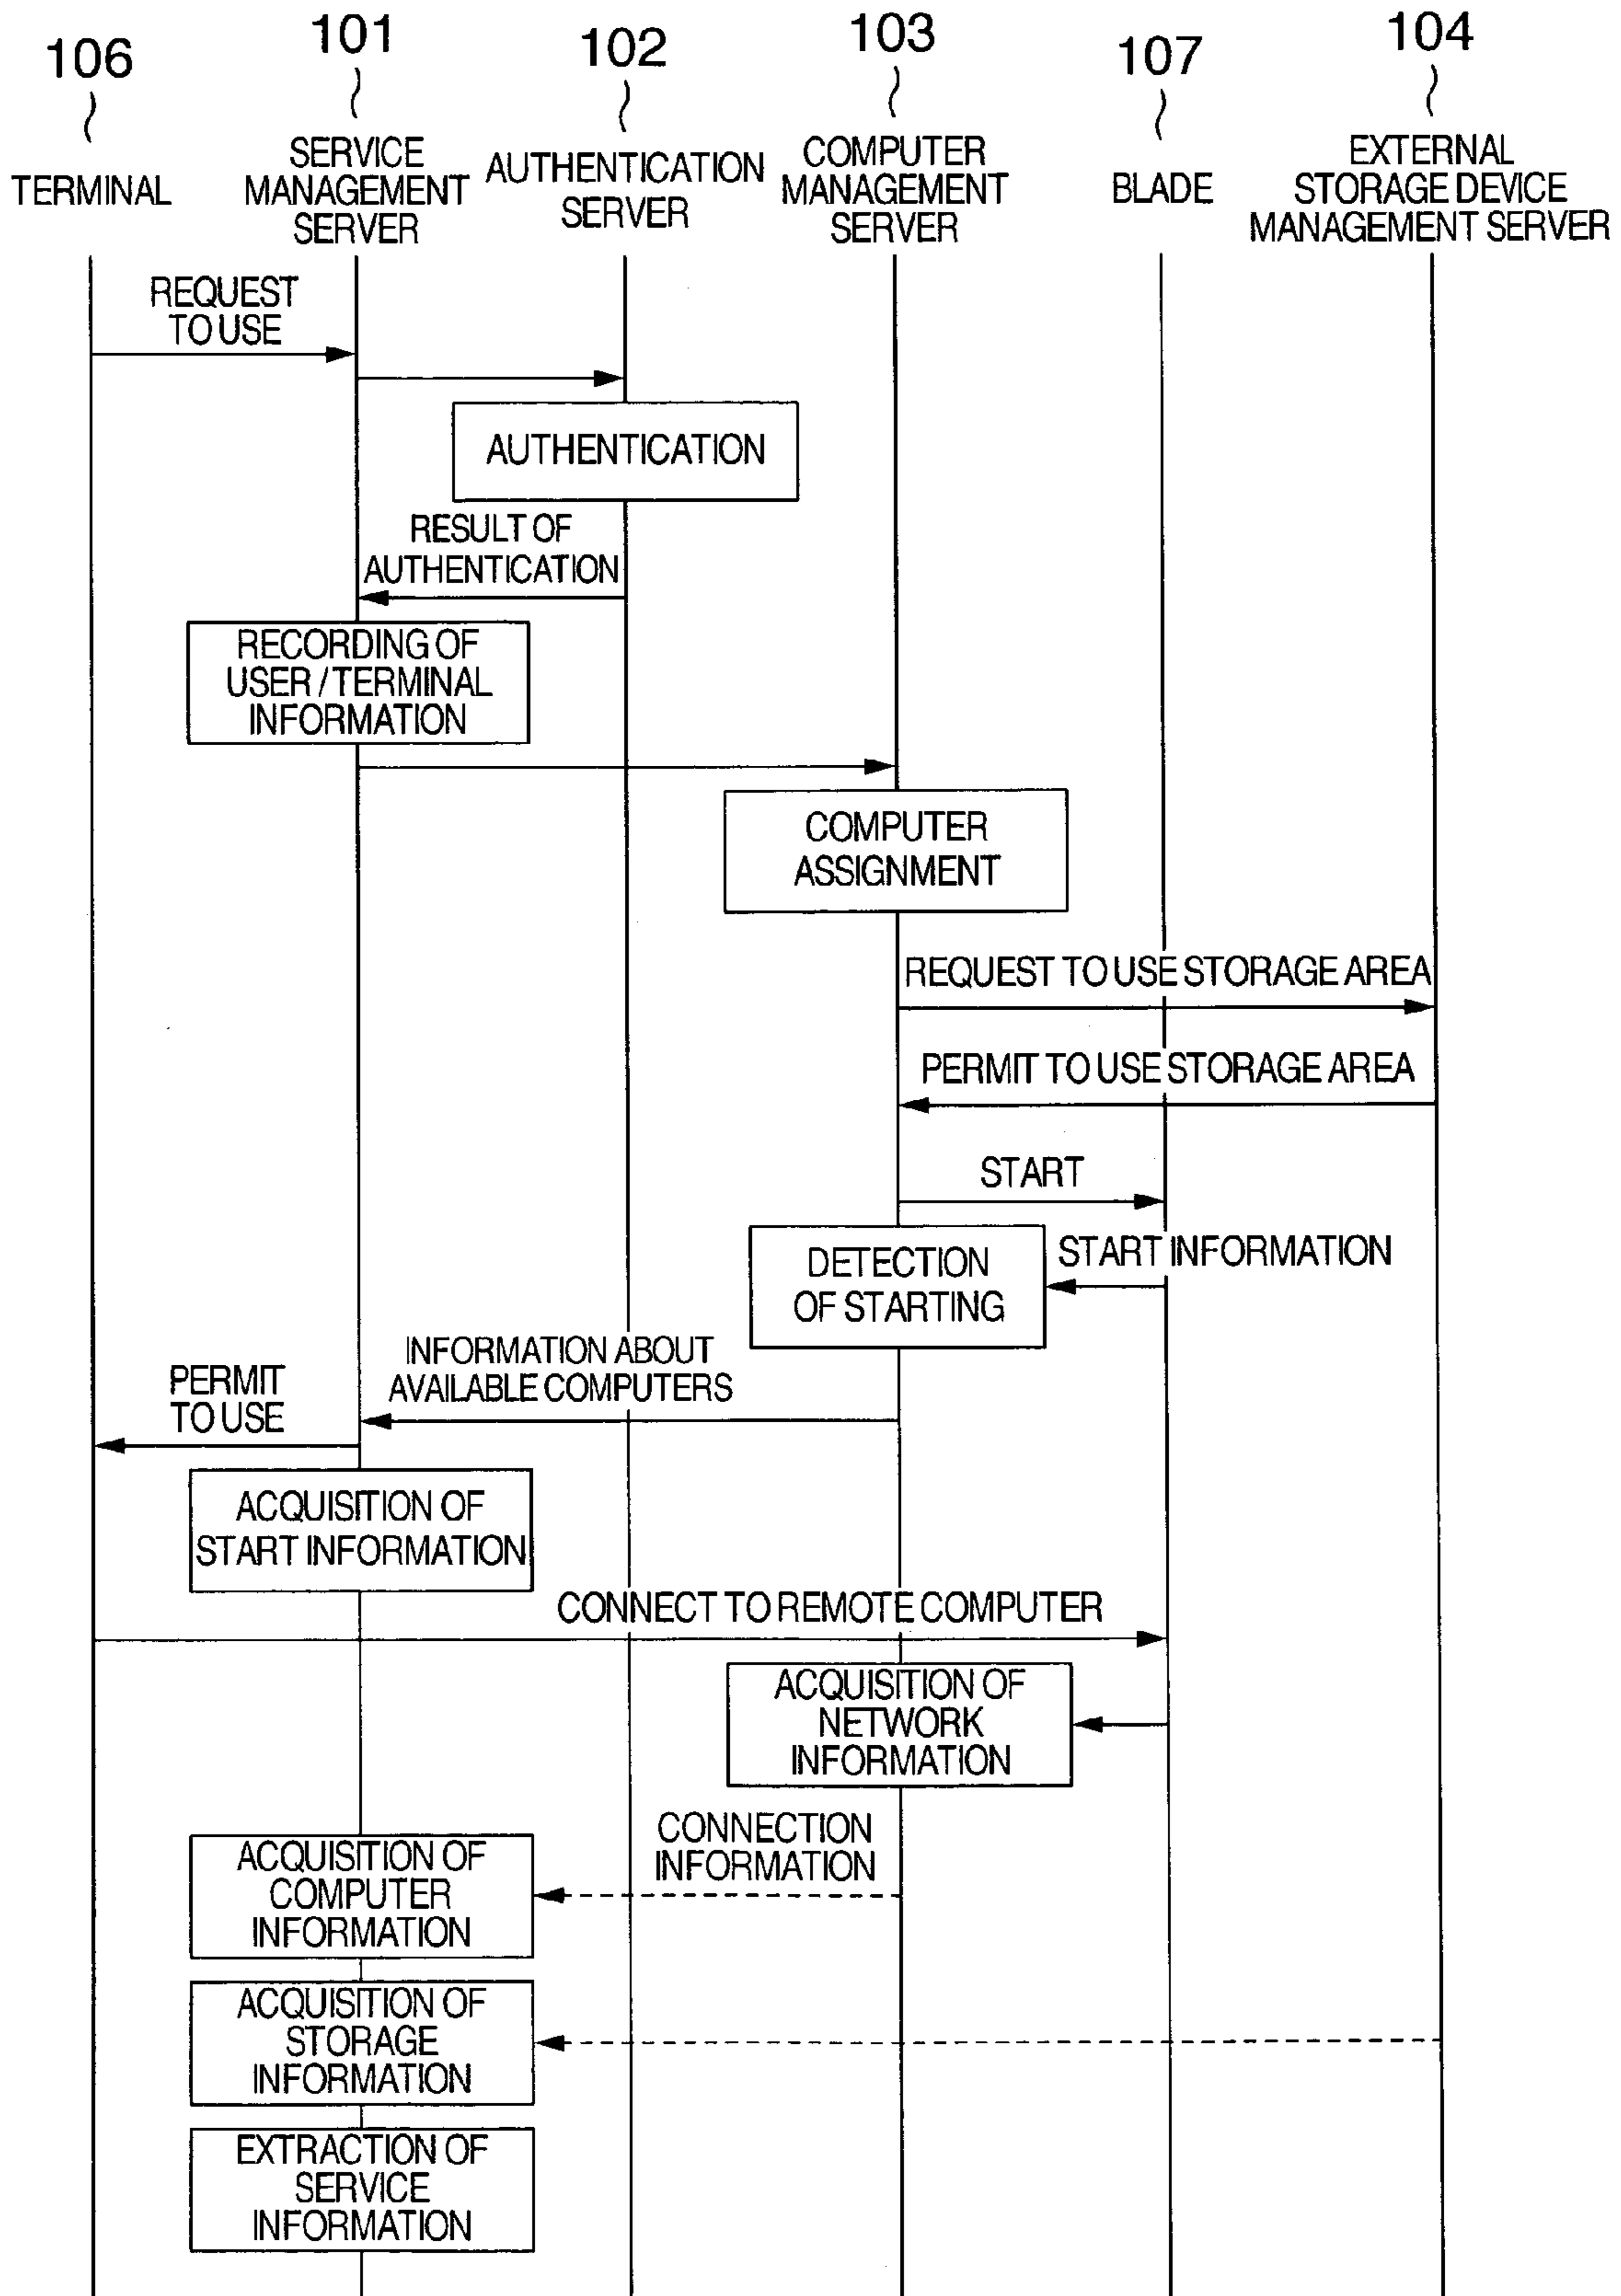 106
101
102
103
107
104
TERMINAL
SERVICE
MANAGEMENT
SERVER
AUTHENTICATION
SERVER
COMPUTER
MANAGEMENT
SERVER
BLADE
EXTERNAL
STORAGE DEVICE
MANAGEMENT SERVER
REQUEST
TO USE
AUTHENTICATION
RESULT OF
AUTHENTICATION
RECORDING OF
USER / TERMINAL
INFORMATION
COMPUTER
ASSIGNMENT
REQUEST TO USE STORAGE AREA
PERMIT TO USE STORAGE AREA
START
DETECTION
OF STARTING
START INFORMATION
INFORMATION ABOUT
AVAILABLE COMPUTERS
PERMIT
TO USE
ACQUISITION OF
START INFORMATION
CONNECT TO REMOTE COMPUTER
ACQUISITION OF
NETWORK
INFORMATION
CONNECTION
INFORMATION
ACQUISITION OF
COMPUTER
INFORMATION
ACQUISITION OF
STORAGE
INFORMATION
EXTRACTION OF
SERVICE
INFORMATION